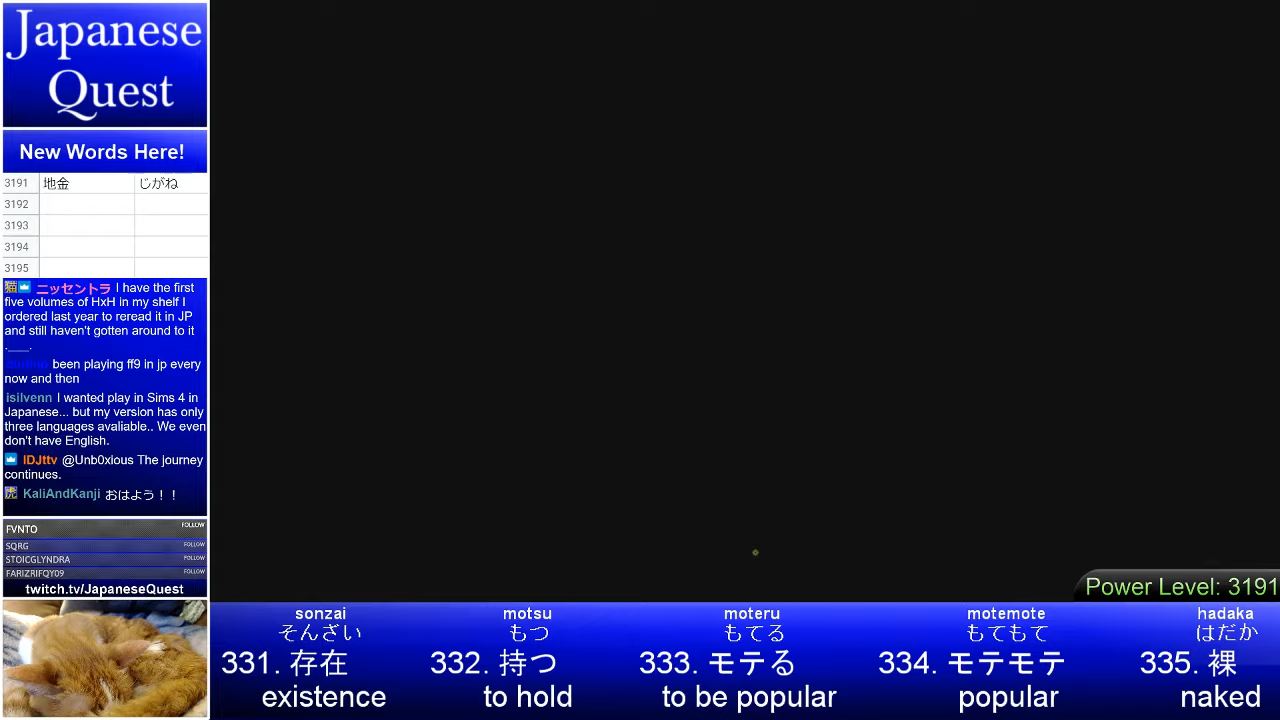 Japanese
Quest
New Words Here!
3191 地金 じがね
3192
3193
3194
3195
猫 ニッセントラ I have the first
five volumes of HxH in my shelf I
ordered last year to reread it in JP
and still haven't gotten around to it
.___.
been playing ff9 in jp every
now and then
isilvenn I wanted play in Sims 4 in
Japanese... but my version has only
three languages avaliable.. We even
don't have English.
IDJttv @Unb0xious The journey
continues.
虎 KaliAndKanji おはよう！！
FVNTO FOLLOW
SQRG FOLLOW
STOICGLYNDRA FOLLOW
FARIZRIFQY09 FOLLOW
twitch.tv/JapaneseQuest
Power Level: 3191
sonzai motsu moteru motemote hadaka
そんざい もつ もてる もてもて はだか
331. 存在 332. 持つ 333. モテる 334. モテモテ 335. 裸
existence to hold to be popular popular naked